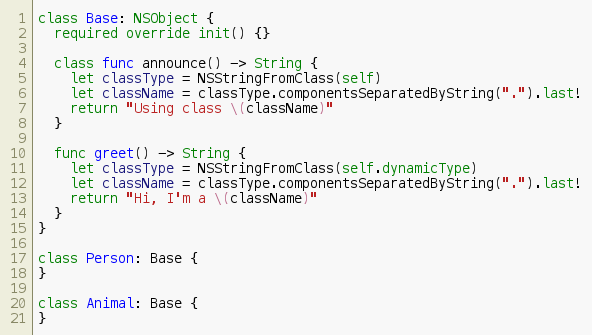 1 class Base: NSObject {
2   required override init() {}
3
4   class func announce() -> String {
5     let classType = NSStringFromClass(self)
6     let className = classType.componentsSeparatedByString(".").last!
7     return "Using class \(className)"
8   }
9
10   func greet() -> String {
11     let classType = NSStringFromClass(self.dynamicType)
12     let className = classType.componentsSeparatedByString(".").last!
13     return "Hi, I'm a \(className)"
14   }
15 }
16
17 class Person: Base {
18 }
19
20 class Animal: Base {
21 }